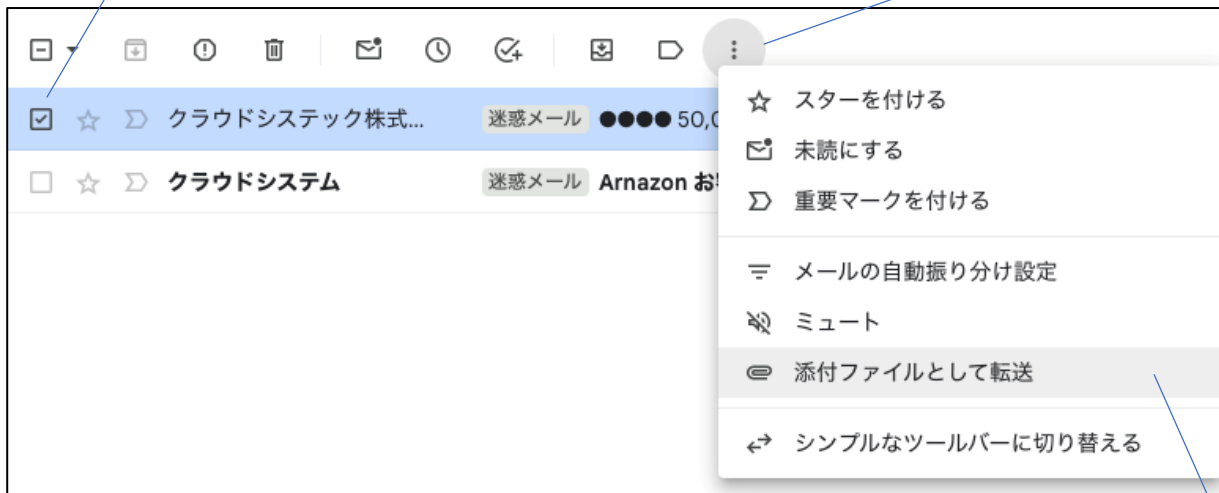 クラウドシステック株式... 迷惑メール ●●●● 50,0
クラウドシステム 迷惑メール Arnazon お
スターを付ける
未読にする
重要マークを付ける
メールの自動振り分け設定
ミュート
添付ファイルとして転送
シンプルなツールバーに切り替える